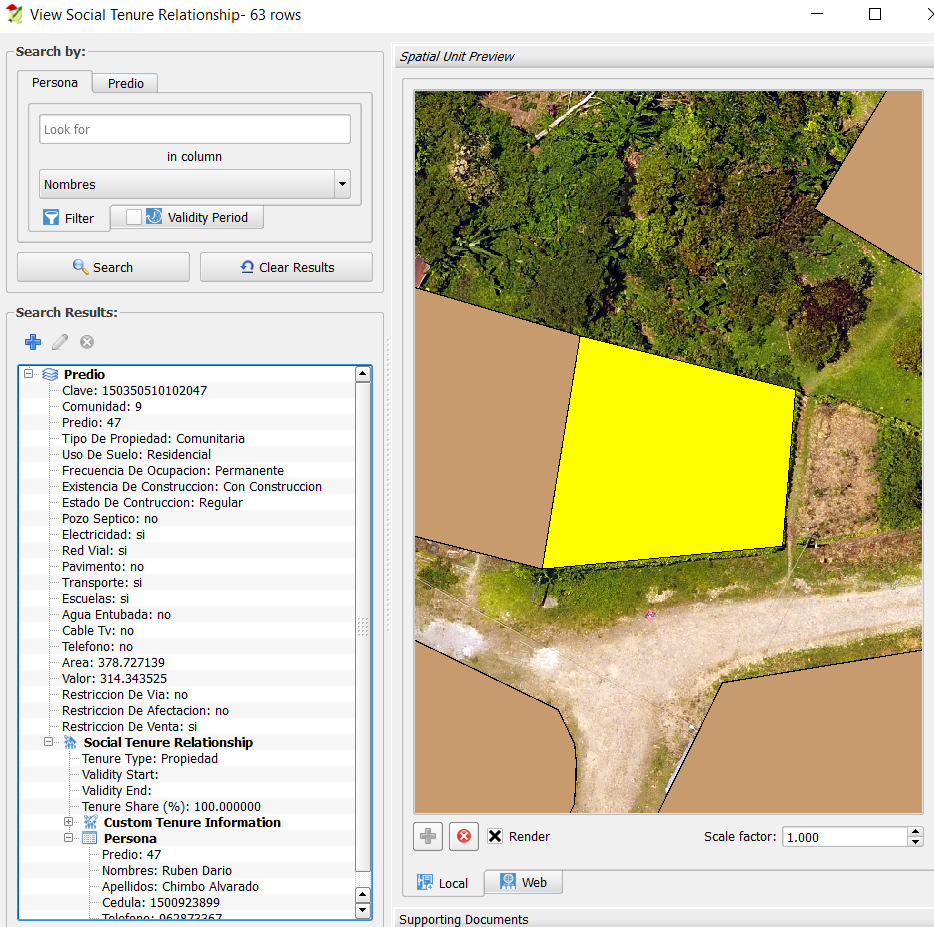 View Social Tenure Relationship- 63 rows
Search by:
Persona
Predio
Look for
in column
Nombres
Filter
Validity Period
Search
Clear Results
Search Results:
Predio
Clave: 150350510102047
Comunidad: 9
Predio: 47
Tipo De Propiedad: Comunitaria
Uso De Suelo: Residencial
Frecuencia De Ocupacion: Permanente
Existencia De Construccion: Con Construccion
Estado De Contruccion: Regular
Pozo Septico: no
Electricidad: si
Red Vial: si
Pavimento: no
Transporte: si
Escuelas: si
Agua Entubada: no
Cable Tv: no
Telefono: no
Area: 378.727139
Valor: 314.343525
Restriccion De Via: no
Restriccion De Afectacion: no
Restriccion De Venta: si
Social Tenure Relationship
Tenure Type: Propiedad
Validity Start:
Validity End:
Tenure Share (%): 100.000000
Custom Tenure Information
Persona
Predio: 47
Nombres: Ruben Dario
Apellidos: Chimbo Alvarado
Cedula: 1500923899
Telefono: 962873367
Spatial Unit Preview
Render
Scale factor: 1.000
Local
Web
Supporting Documents